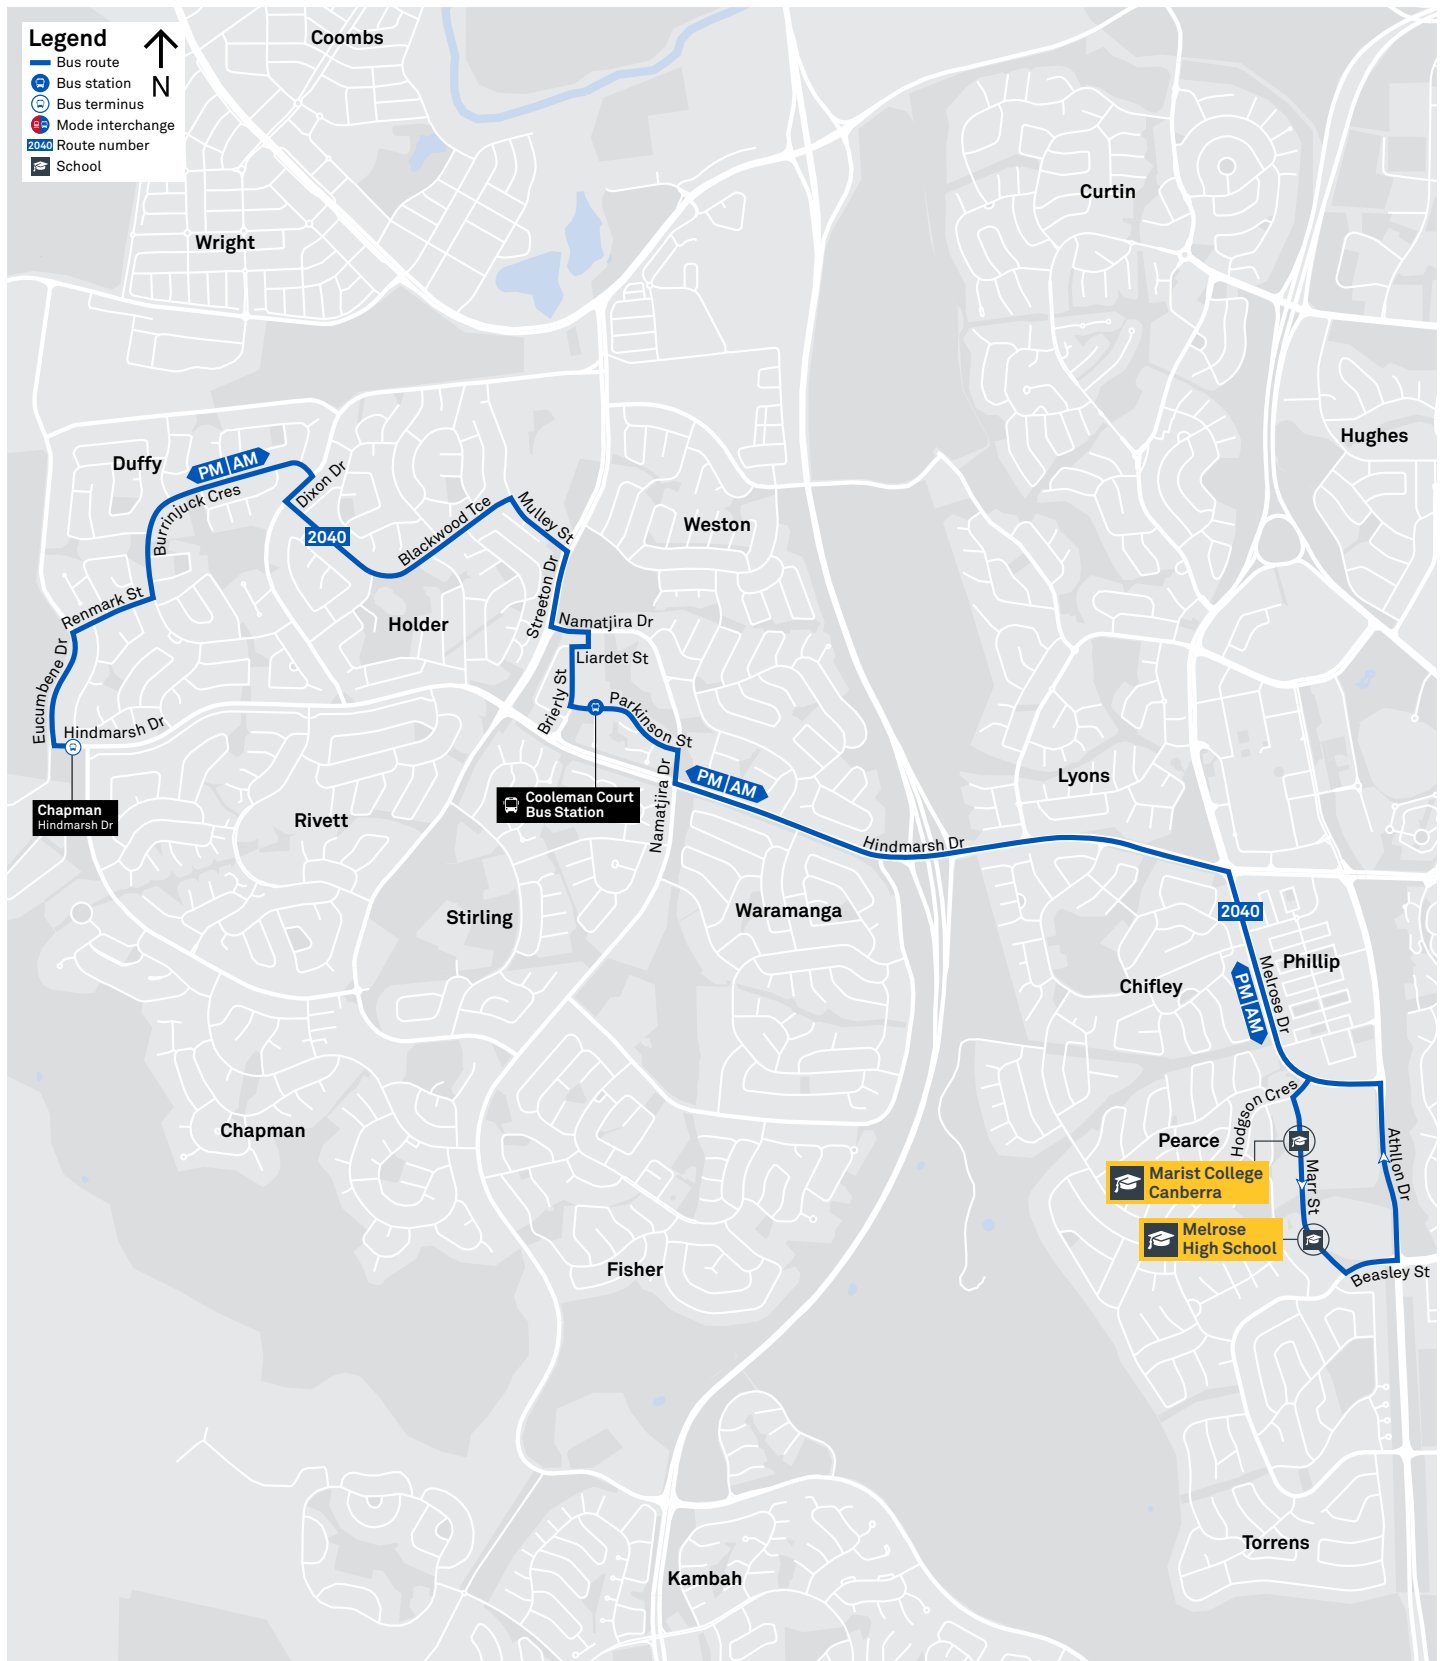 Legend
N
Bus route
Bus station
Bus terminus
Mode interchange
2040 Route number
School
Coombs
Wright
Curtin
Hughes
Duffy
PM AM
Burrinjuck Cres
Dixon Dr
2040
Blackwood Tce
Mulley St
Weston
Renmark St
Holder
Streeton Dr
Namatjira Dr
Liardet St
Eucumbene Dr
Hindmarsh Dr
Brierly St
Parkinson St
Namatjira Dr
PM AM
Lyons
Chapman
Hindmarsh Dr
Cooleman Court
Bus Station
Rivett
Hindmarsh Dr
Stirling
Waramanga
2040
Phillip
Melrose Dr
Chifley
PM AM
Hodgson Cres
Chapman
Pearce
Marist College
Canberra
Marr St
Athllon Dr
Melrose
High School
Beasley St
Fisher
Torrens
Kambah